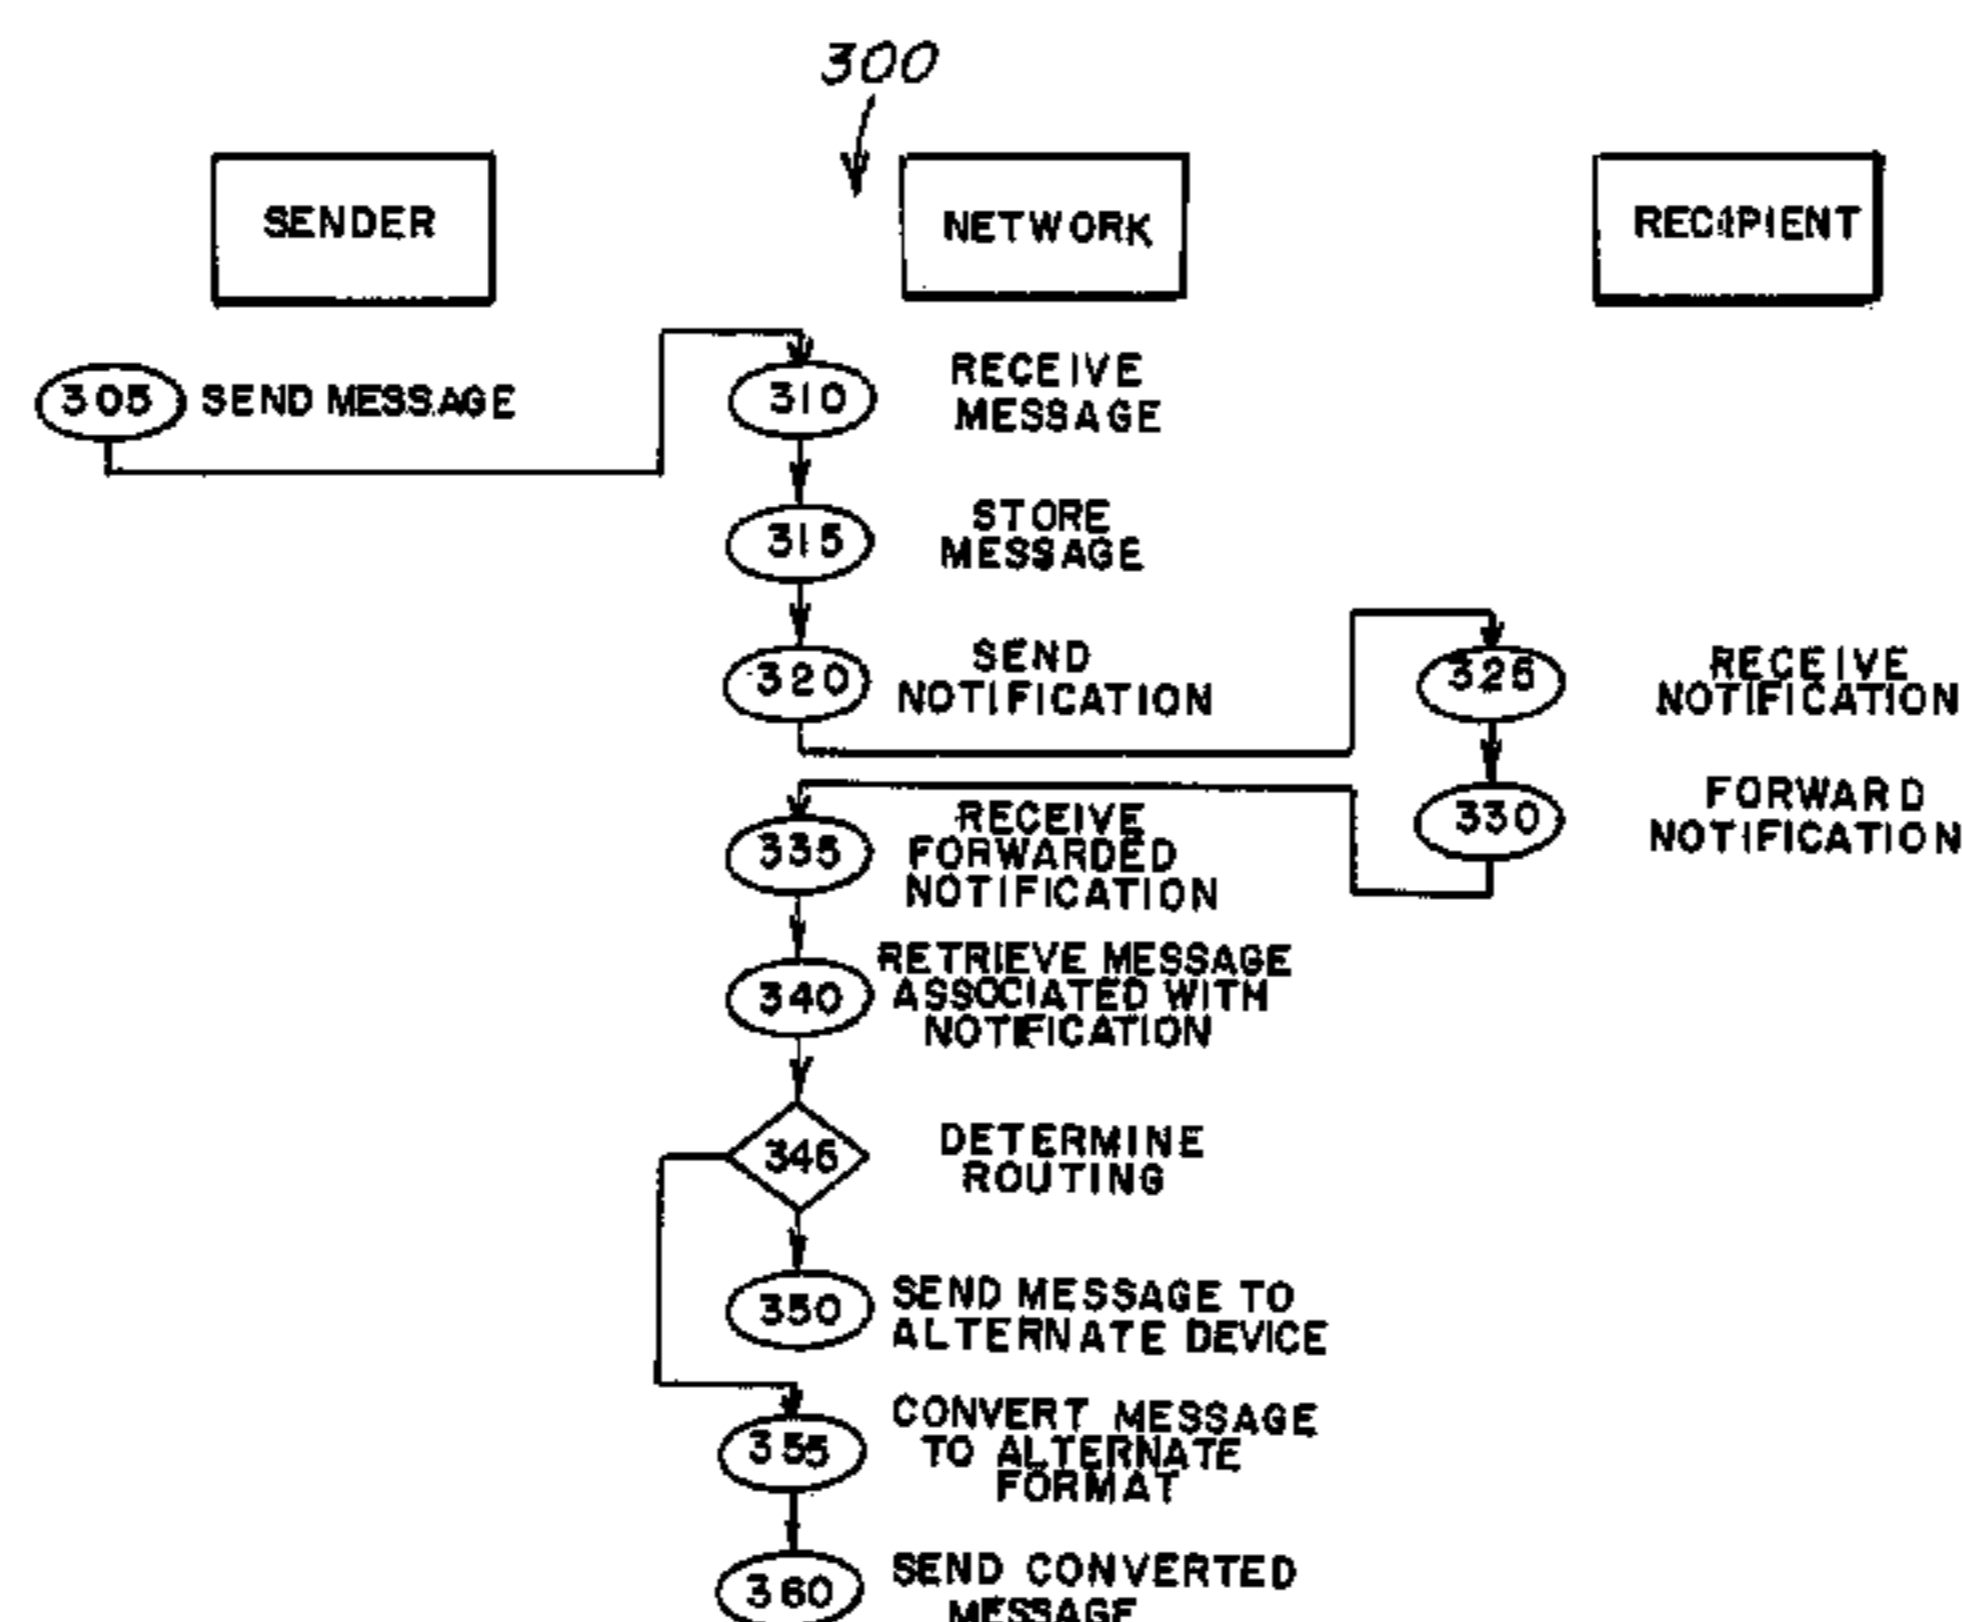 300
SENDER
NETWORK
RECIPIENT
305 SEND MESSAGE
310
RECEIVE
MESSAGE
315
STORE
MESSAGE
320
SEND
NOTIFICATION
325
RECEIVE
NOTIFICATION
330
FORWARD
NOTIFICATION
335
RECEIVE
FORWARDED
NOTIFICATION
340
RETRIEVE MESSAGE
ASSOCIATED WITH
NOTIFICATION
345
DETERMINE
ROUTING
350
SEND MESSAGE TO
ALTERNATE DEVICE
355
CONVERT MESSAGE
TO ALTERNATE
FORMAT
360
SEND CONVERTED
MESSAGE